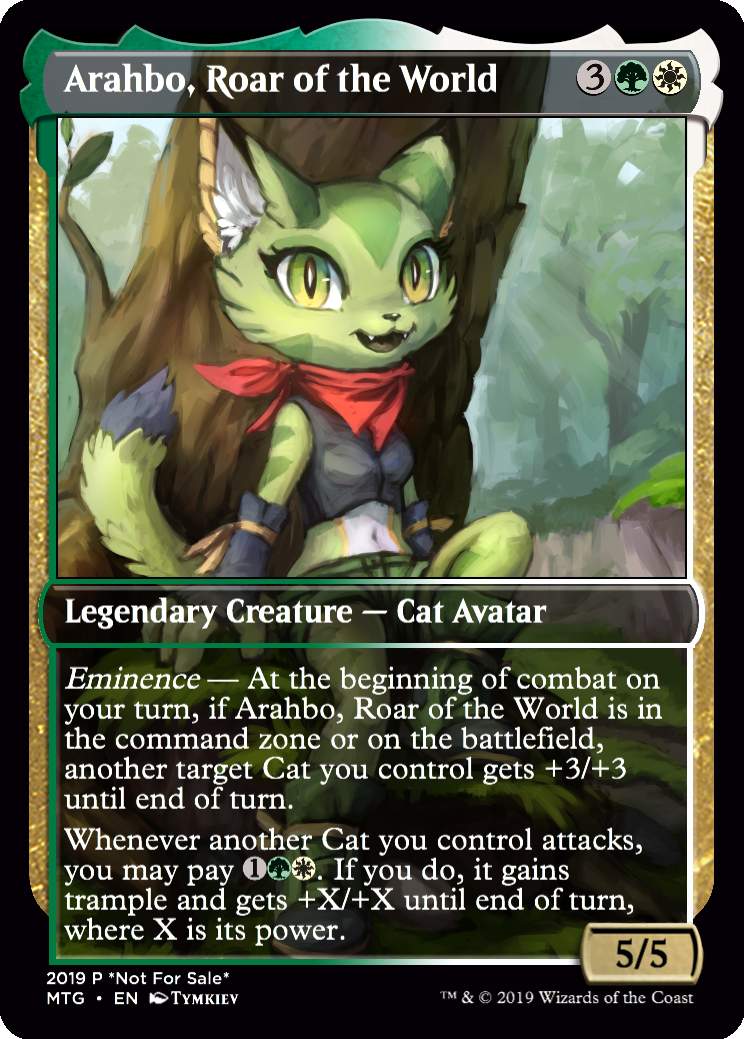 Arahbo, Roar of the World 3
Legendary Creature — Cat Avatar
Eminence — At the beginning of combat on
your turn, if Arahbo, Roar of the World is in
the command zone or on the battlefield,
another target Cat you control gets +3/+3
until end of turn.
Whenever another Cat you control attacks,
you may pay 1. If you do, it gains
trample and gets +X/+X until end of turn,
where X is its power.
5/5
2019 P *Not For Sale*
MTG • EN Tymkiev
™ & © 2019 Wizards of the Coast